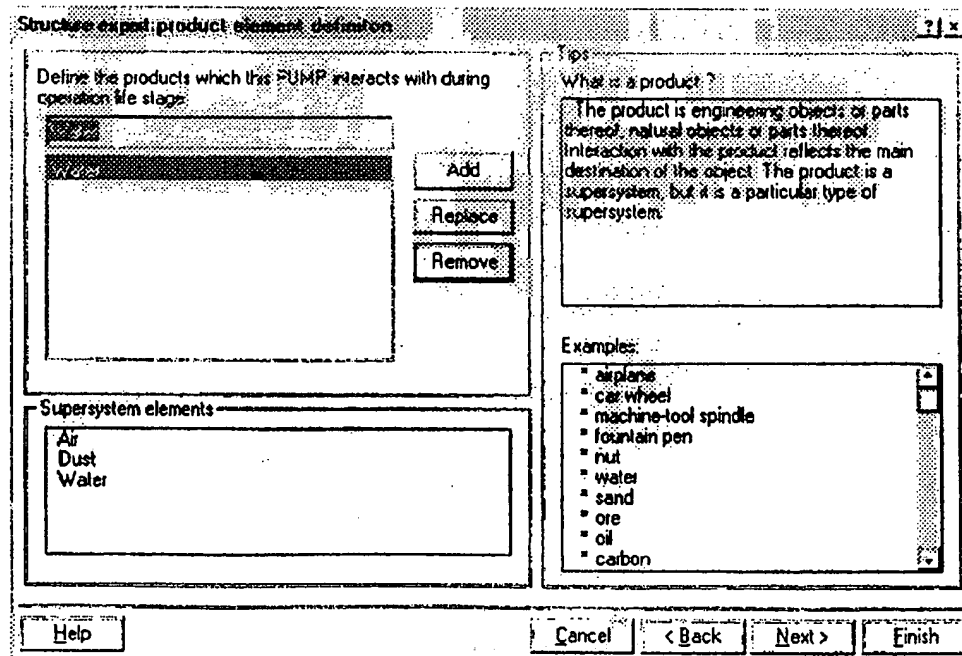 Structure expert: product element definiton
? x
Define the products which this PUMP interacts with during
operation life stage:
Water
Water
Add
Replace
Remove
Supersystem elements
Air
Dust
Water
Tips
What is a product ?
The product is engineering objects or parts
thereof, natural objects or parts thereof.
Interaction with the product reflects the main
destination of the object. The product is a
supersystem, but it is a particular type of
supersystem.
Examples:
* airplane
* car wheel
* machine-tool spindle
* fountain pen
* nut
* water
* sand
* ore
* oil
* carbon
Help
Cancel
< Back
Next >
Finish